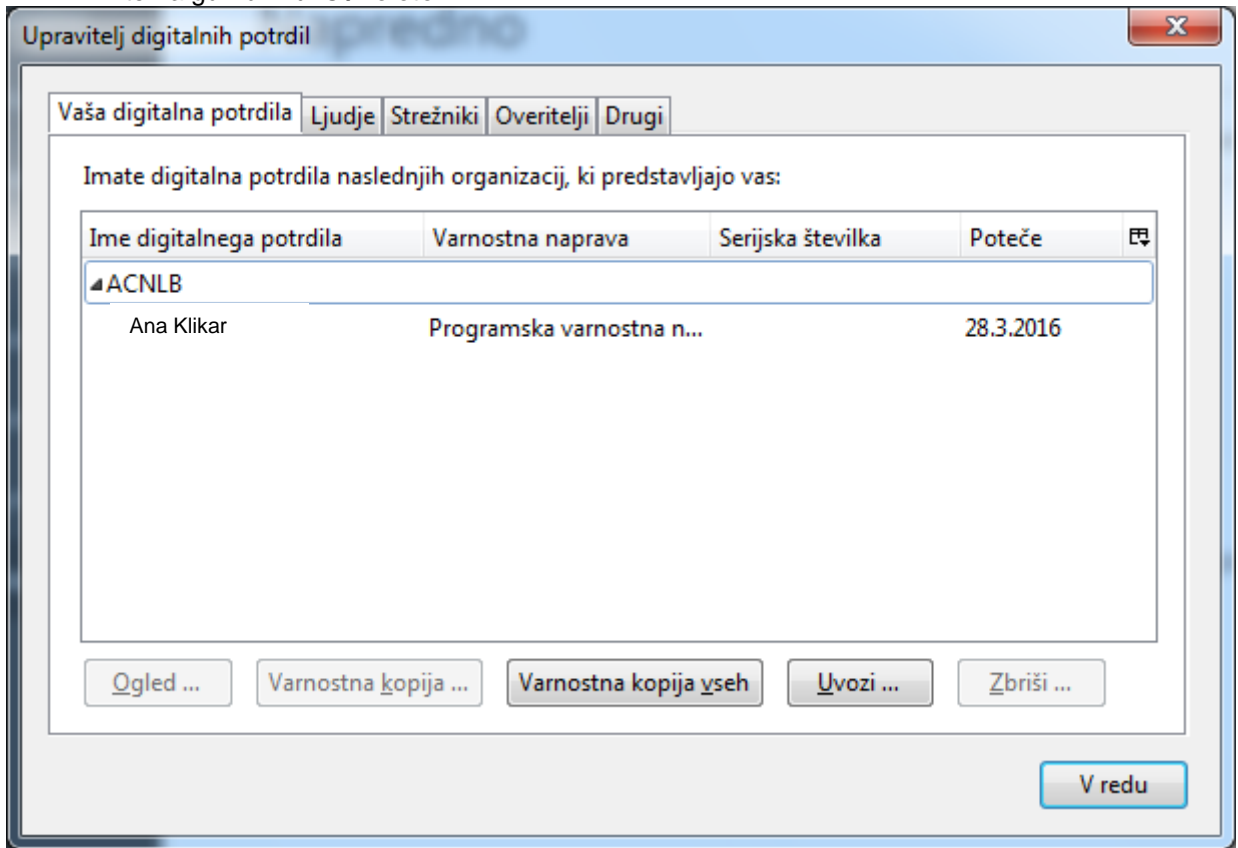 Upravitelj digitalnih potrdil
Vaša digitalna potrdila Ljudje Strežniki Overitelji Drugi
Imate digitalna potrdila naslednjih organizacij, ki predstavljajo vas:
Ime digitalnega potrdila Varnostna naprava Serijska številka Poteče
ACNLB
Ana Klikar Programska varnostna n... 28.3.2016
Ogled ... Varnostna kopija ... Varnostna kopija vseh Uvozi ... Zbriši ...
V redu